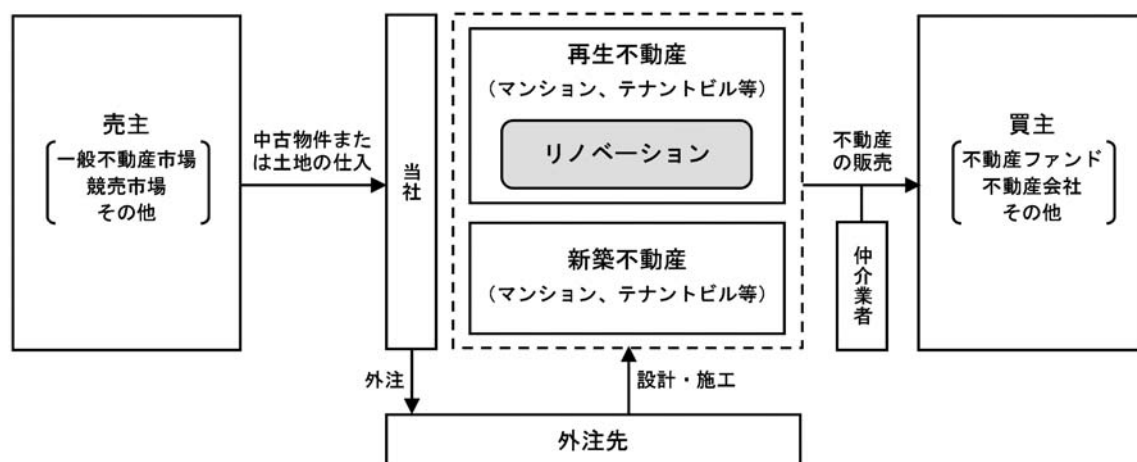 売主
一般不動産市場
競売市場
その他
中古物件また
は土地の仕入
当社
再生不動産
（マンション、テナントビル等）
リノベーション
新築不動産
（マンション、テナントビル等）
不動産
の販売
仲介業者
買主
不動産ファンド
不動産会社
その他
外注
設計・施工
外注先